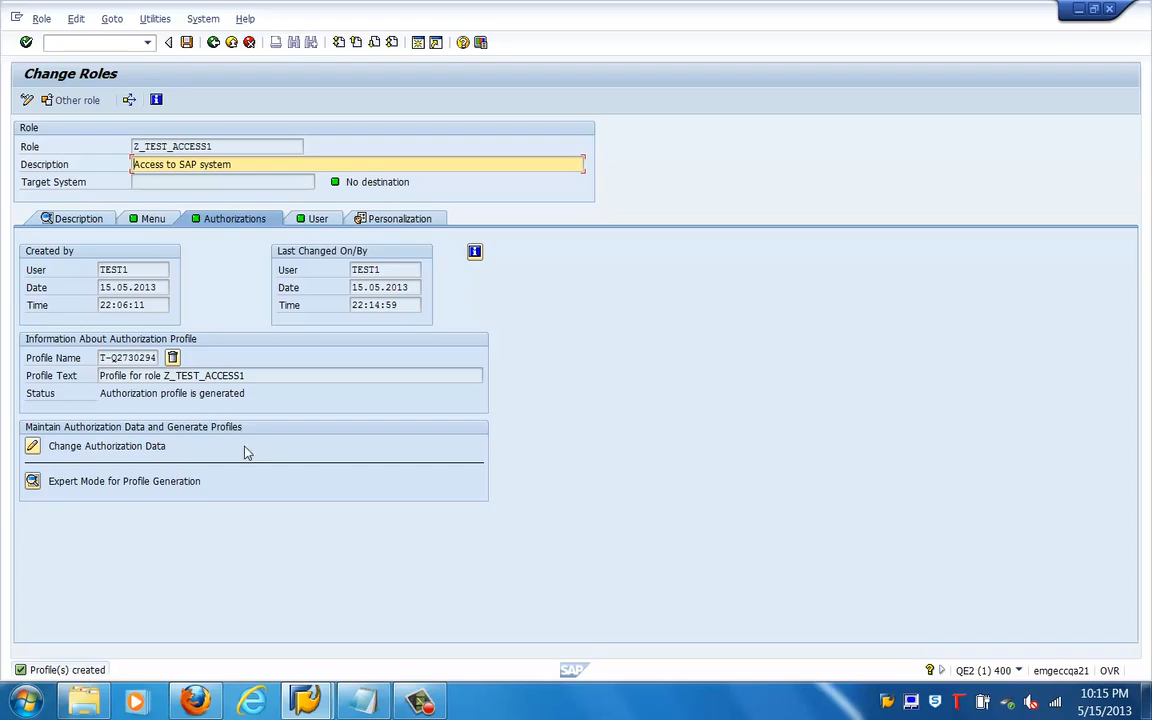 Role Edit Goto Utilities System Help
Change Roles
Other role
Role
Role Z_TEST_ACCESS1
Description Access to SAP system
Target System No destination
Description Menu Authorizations User Personalization
Created by Last Changed On/By
User TEST1 User TEST1
Date 15.05.2013 Date 15.05.2013
Time 22:06:11 Time 22:14:59
Information About Authorization Profile
Profile Name T-Q2730294
Profile Text Profile for role Z_TEST_ACCESS1
Status Authorization profile is generated
Maintain Authorization Data and Generate Profiles
Change Authorization Data
Expert Mode for Profile Generation
Profile(s) created SAP QE2 (1) 400 emgeccqa21 OVR
10:15 PM
5/15/2013